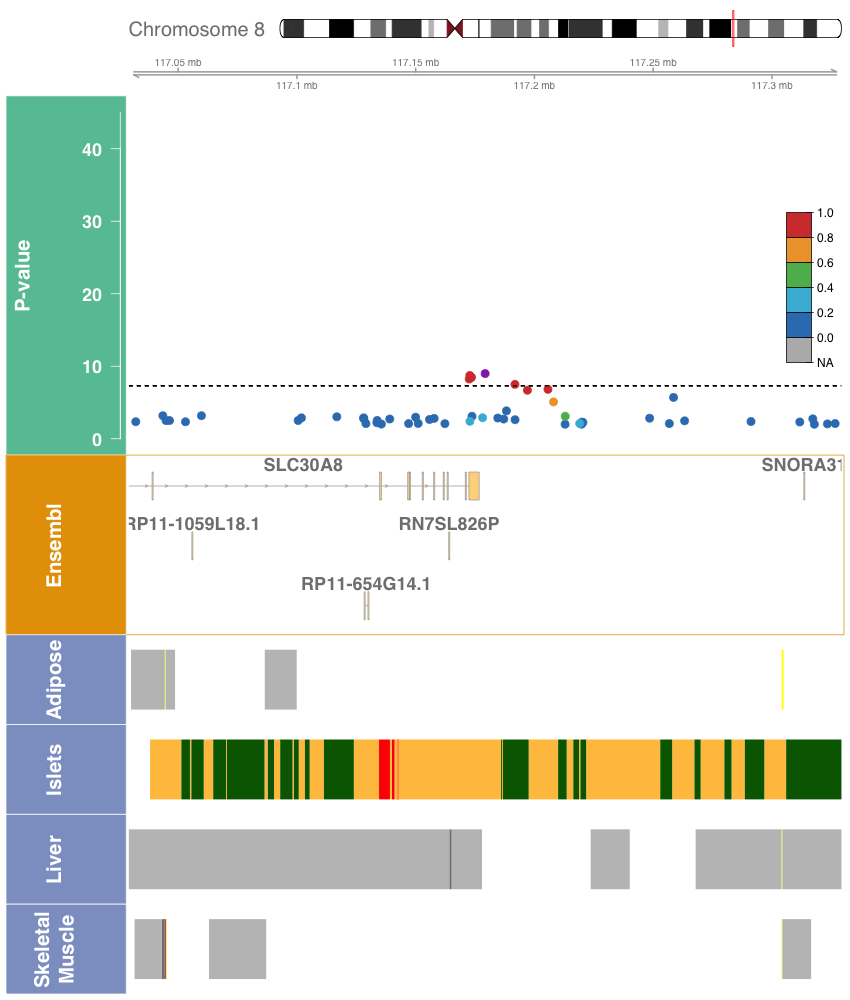 Chromosome 8
117.05 mb
117.15 mb
117.25 mb
117.1 mb
117.2 mb
117.3 mb
P-value
40
30
20
10
0
1.0
0.8
0.6
0.4
0.2
0.0
NA
Ensembl
SLC30A8
SNORA31
RP11-1059L18.1
RN7SL826P
RP11-654G14.1
Adipose
Islets
Liver
Skeletal
Muscle